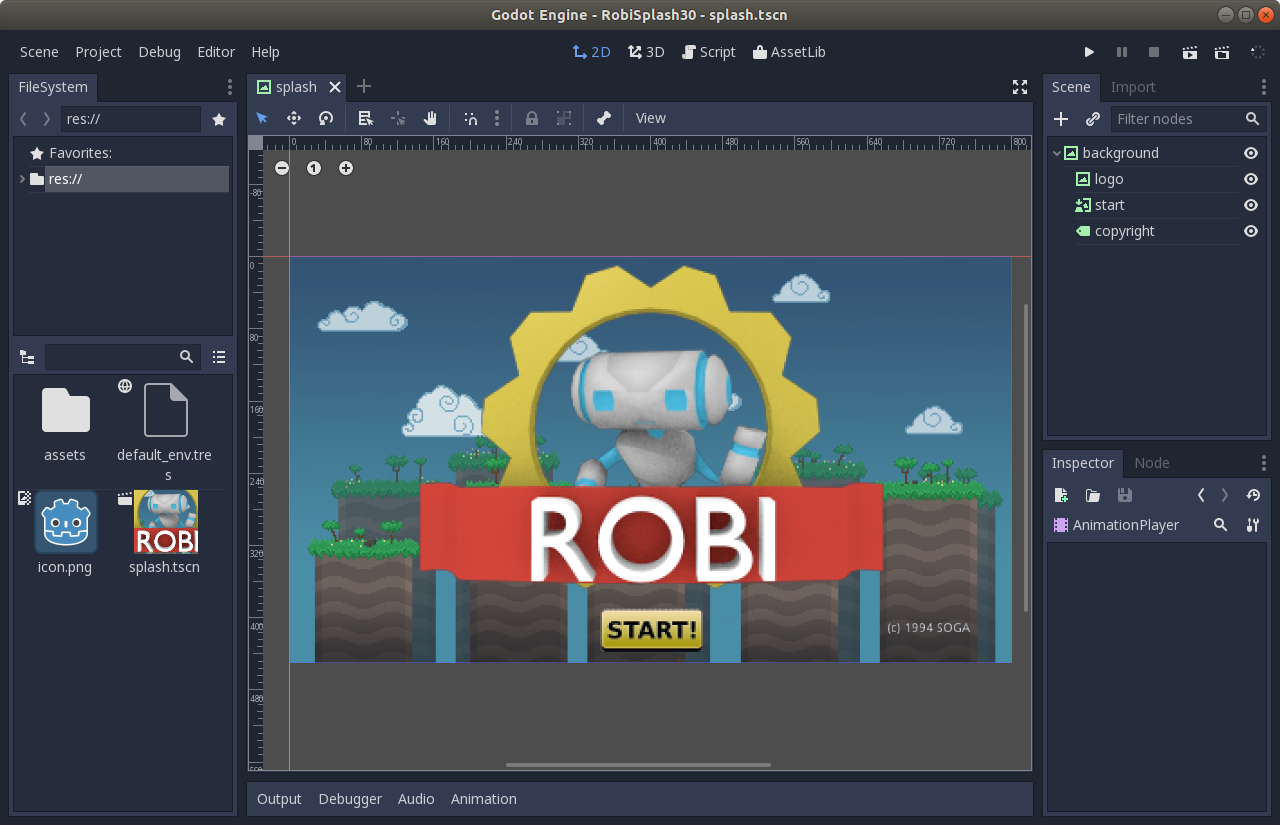 Godot Engine - RobiSplash30 - splash.tscn
Scene Project Debug Editor Help
2D 3D Script AssetLib
FileSystem
res://
Favorites:
res://
assets
default_env.tre
s
icon.png
splash.tscn
splash
View
0 80 160 240 320 400 480 560 640 720 800
-80
0
80
160
240
320
400
480
560
1
ROBI
START!
(c) 1994 SOGA
ROBI
Output Debugger Audio Animation
Scene Import
Filter nodes
background
logo
start
copyright
Inspector Node
AnimationPlayer